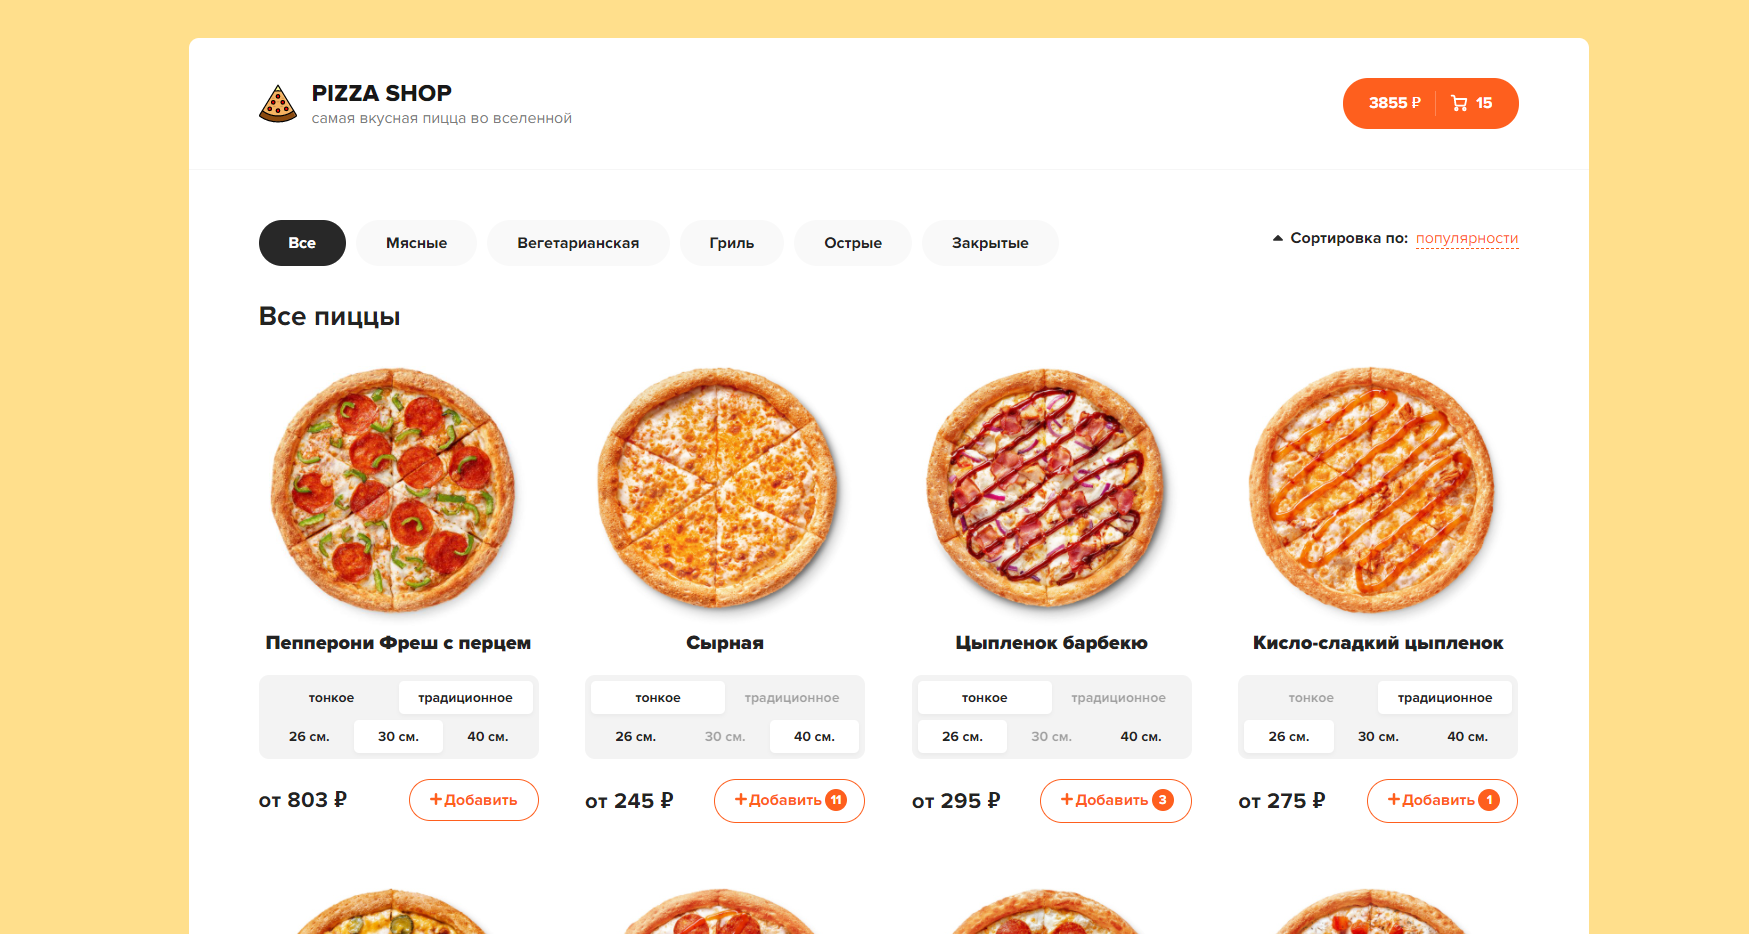 PIZZA SHOP
самая вкусная пицца во вселенной
3855 ₽ 15
Все Мясные Вегетарианская Гриль Острые Закрытые
Сортировка по: популярности
Все пиццы
Пепперони Фреш с перцем
тонкое традиционное
26 см. 30 см. 40 см.
от 803 ₽ +Добавить
Сырная
тонкое традиционное
26 см. 30 см. 40 см.
от 245 ₽ +Добавить 11
Цыпленок барбекю
тонкое традиционное
26 см. 30 см. 40 см.
от 295 ₽ +Добавить 3
Кисло-сладкий цыпленок
тонкое традиционное
26 см. 30 см. 40 см.
от 275 ₽ +Добавить 1